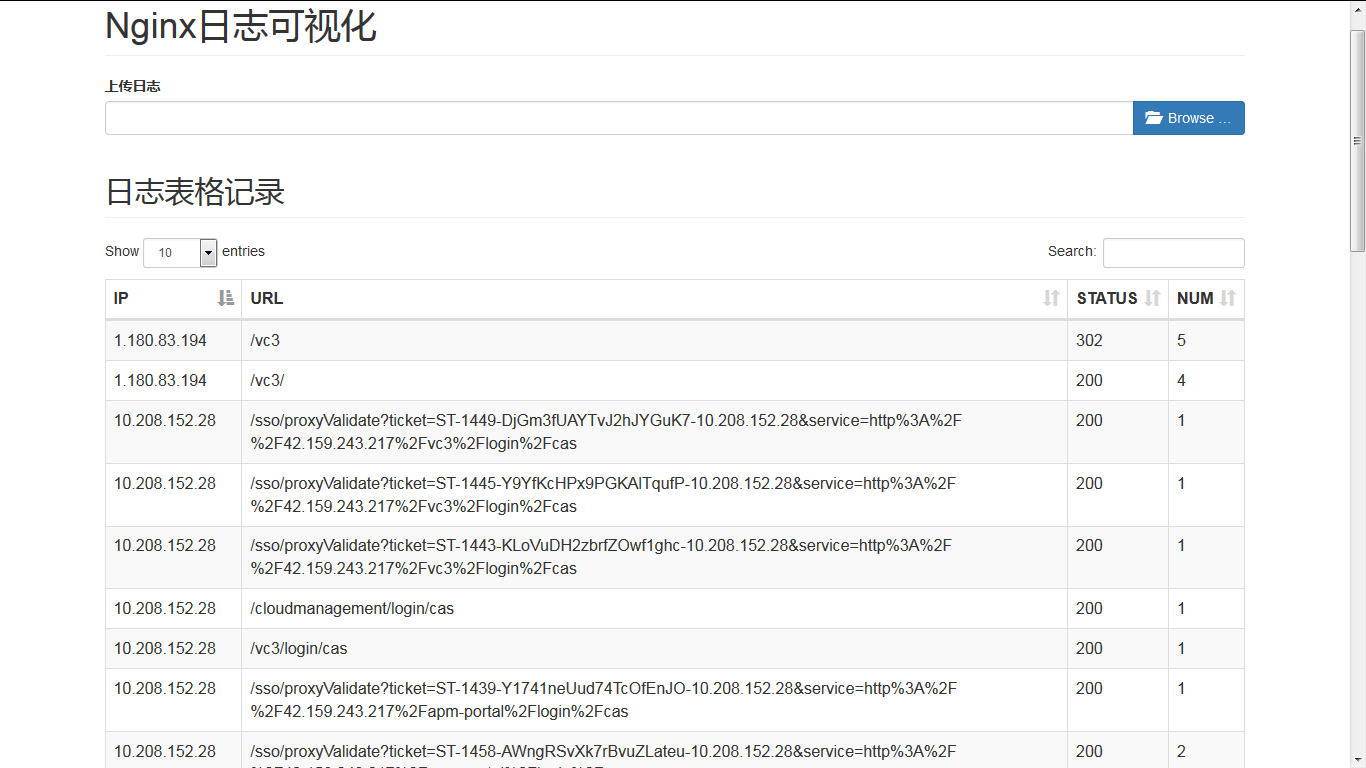 Nginx日志可视化
上传日志
Browse ...
日志表格记录
Show 10 entries Search:
IP URL STATUS NUM
1.180.83.194 /vc3 302 5
1.180.83.194 /vc3/ 200 4
10.208.152.28 /sso/proxyValidate?ticket=ST-1449-DjGm3fUAYTvJ2hJYGuK7-10.208.152.28&service=http%3A%2F 200 1
%2F42.159.243.217%2Fvc3%2Flogin%2Fcas
10.208.152.28 /sso/proxyValidate?ticket=ST-1445-Y9YfKcHPx9PGKAlTqufP-10.208.152.28&service=http%3A%2F 200 1
%2F42.159.243.217%2Fvc3%2Flogin%2Fcas
10.208.152.28 /sso/proxyValidate?ticket=ST-1443-KLoVuDH2zbrfZOwf1ghc-10.208.152.28&service=http%3A%2F 200 1
%2F42.159.243.217%2Fvc3%2Flogin%2Fcas
10.208.152.28 /cloudmanagement/login/cas 200 1
10.208.152.28 /vc3/login/cas 200 1
10.208.152.28 /sso/proxyValidate?ticket=ST-1439-Y1741neUud74TcOfEnJO-10.208.152.28&service=http%3A%2F 200 1
%2F42.159.243.217%2Fapm-portal%2Flogin%2Fcas
10.208.152.28 /sso/proxyValidate?ticket=ST-1458-AWngRSvXk7rBvuZLateu-10.208.152.28&service=http%3A%2F 200 2